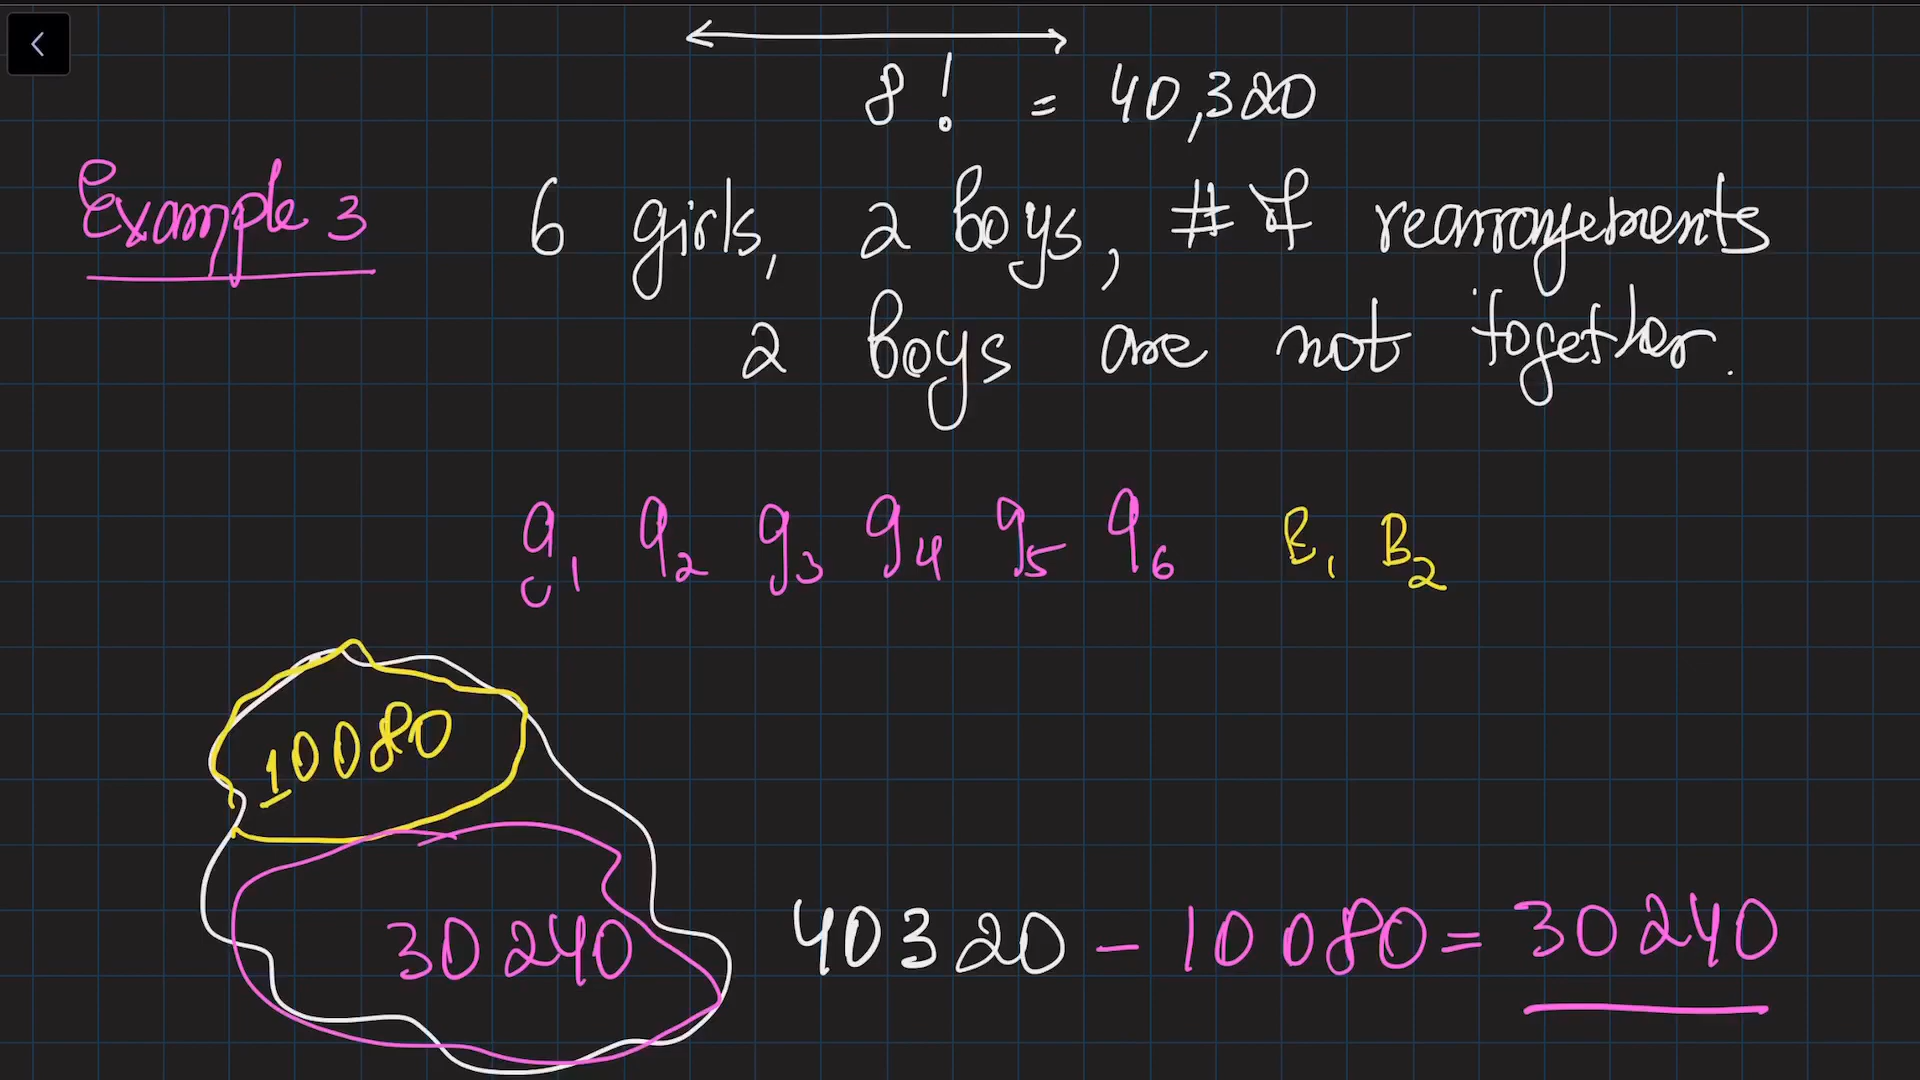 8! = 40,320
Example 3
6 girls, 2 boys, # of rearrangements
2 boys are not together.
g1 g2 g3 g4 g5 g6 B1 B2
10080
30240
40320 - 10080 = 30240